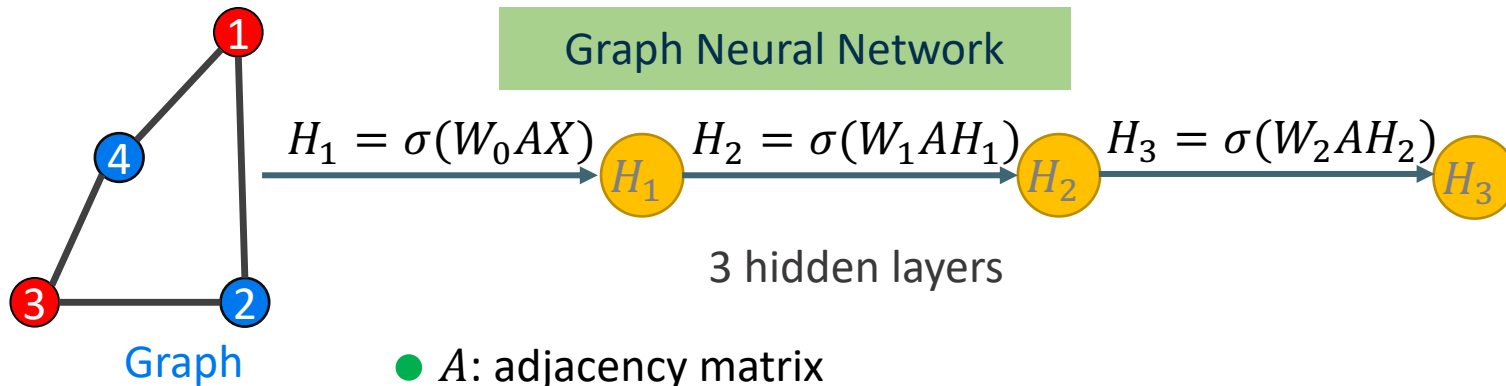 Graph Neural Network
1
4
3
2
Graph
H₁ = σ(W₀AX)
H₁
H₂ = σ(W₁AH₁)
H₂
H₃ = σ(W₂AH₂)
H₃
3 hidden layers
● A: adjacency matrix